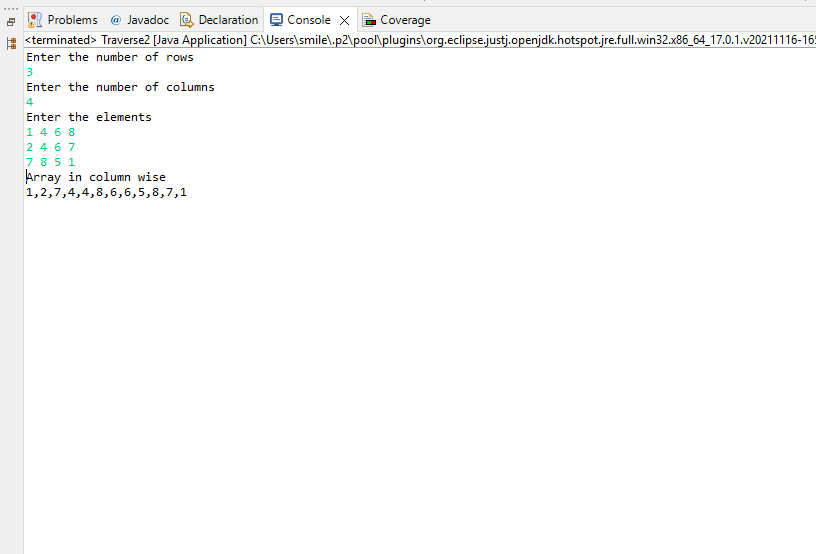 Problems @ Javadoc Declaration Console Coverage
<terminated> Traverse2 [Java Application] C:\Users\smile\.p2\pool\plugins\org.eclipse.justj.openjdk.hotspot.jre.full.win32.x86_64_17.0.1.v20211116-165
Enter the number of rows
3
Enter the number of columns
4
Enter the elements
1 4 6 8
2 4 6 7
7 8 5 1
Array in column wise
1,2,7,4,4,8,6,6,5,8,7,1